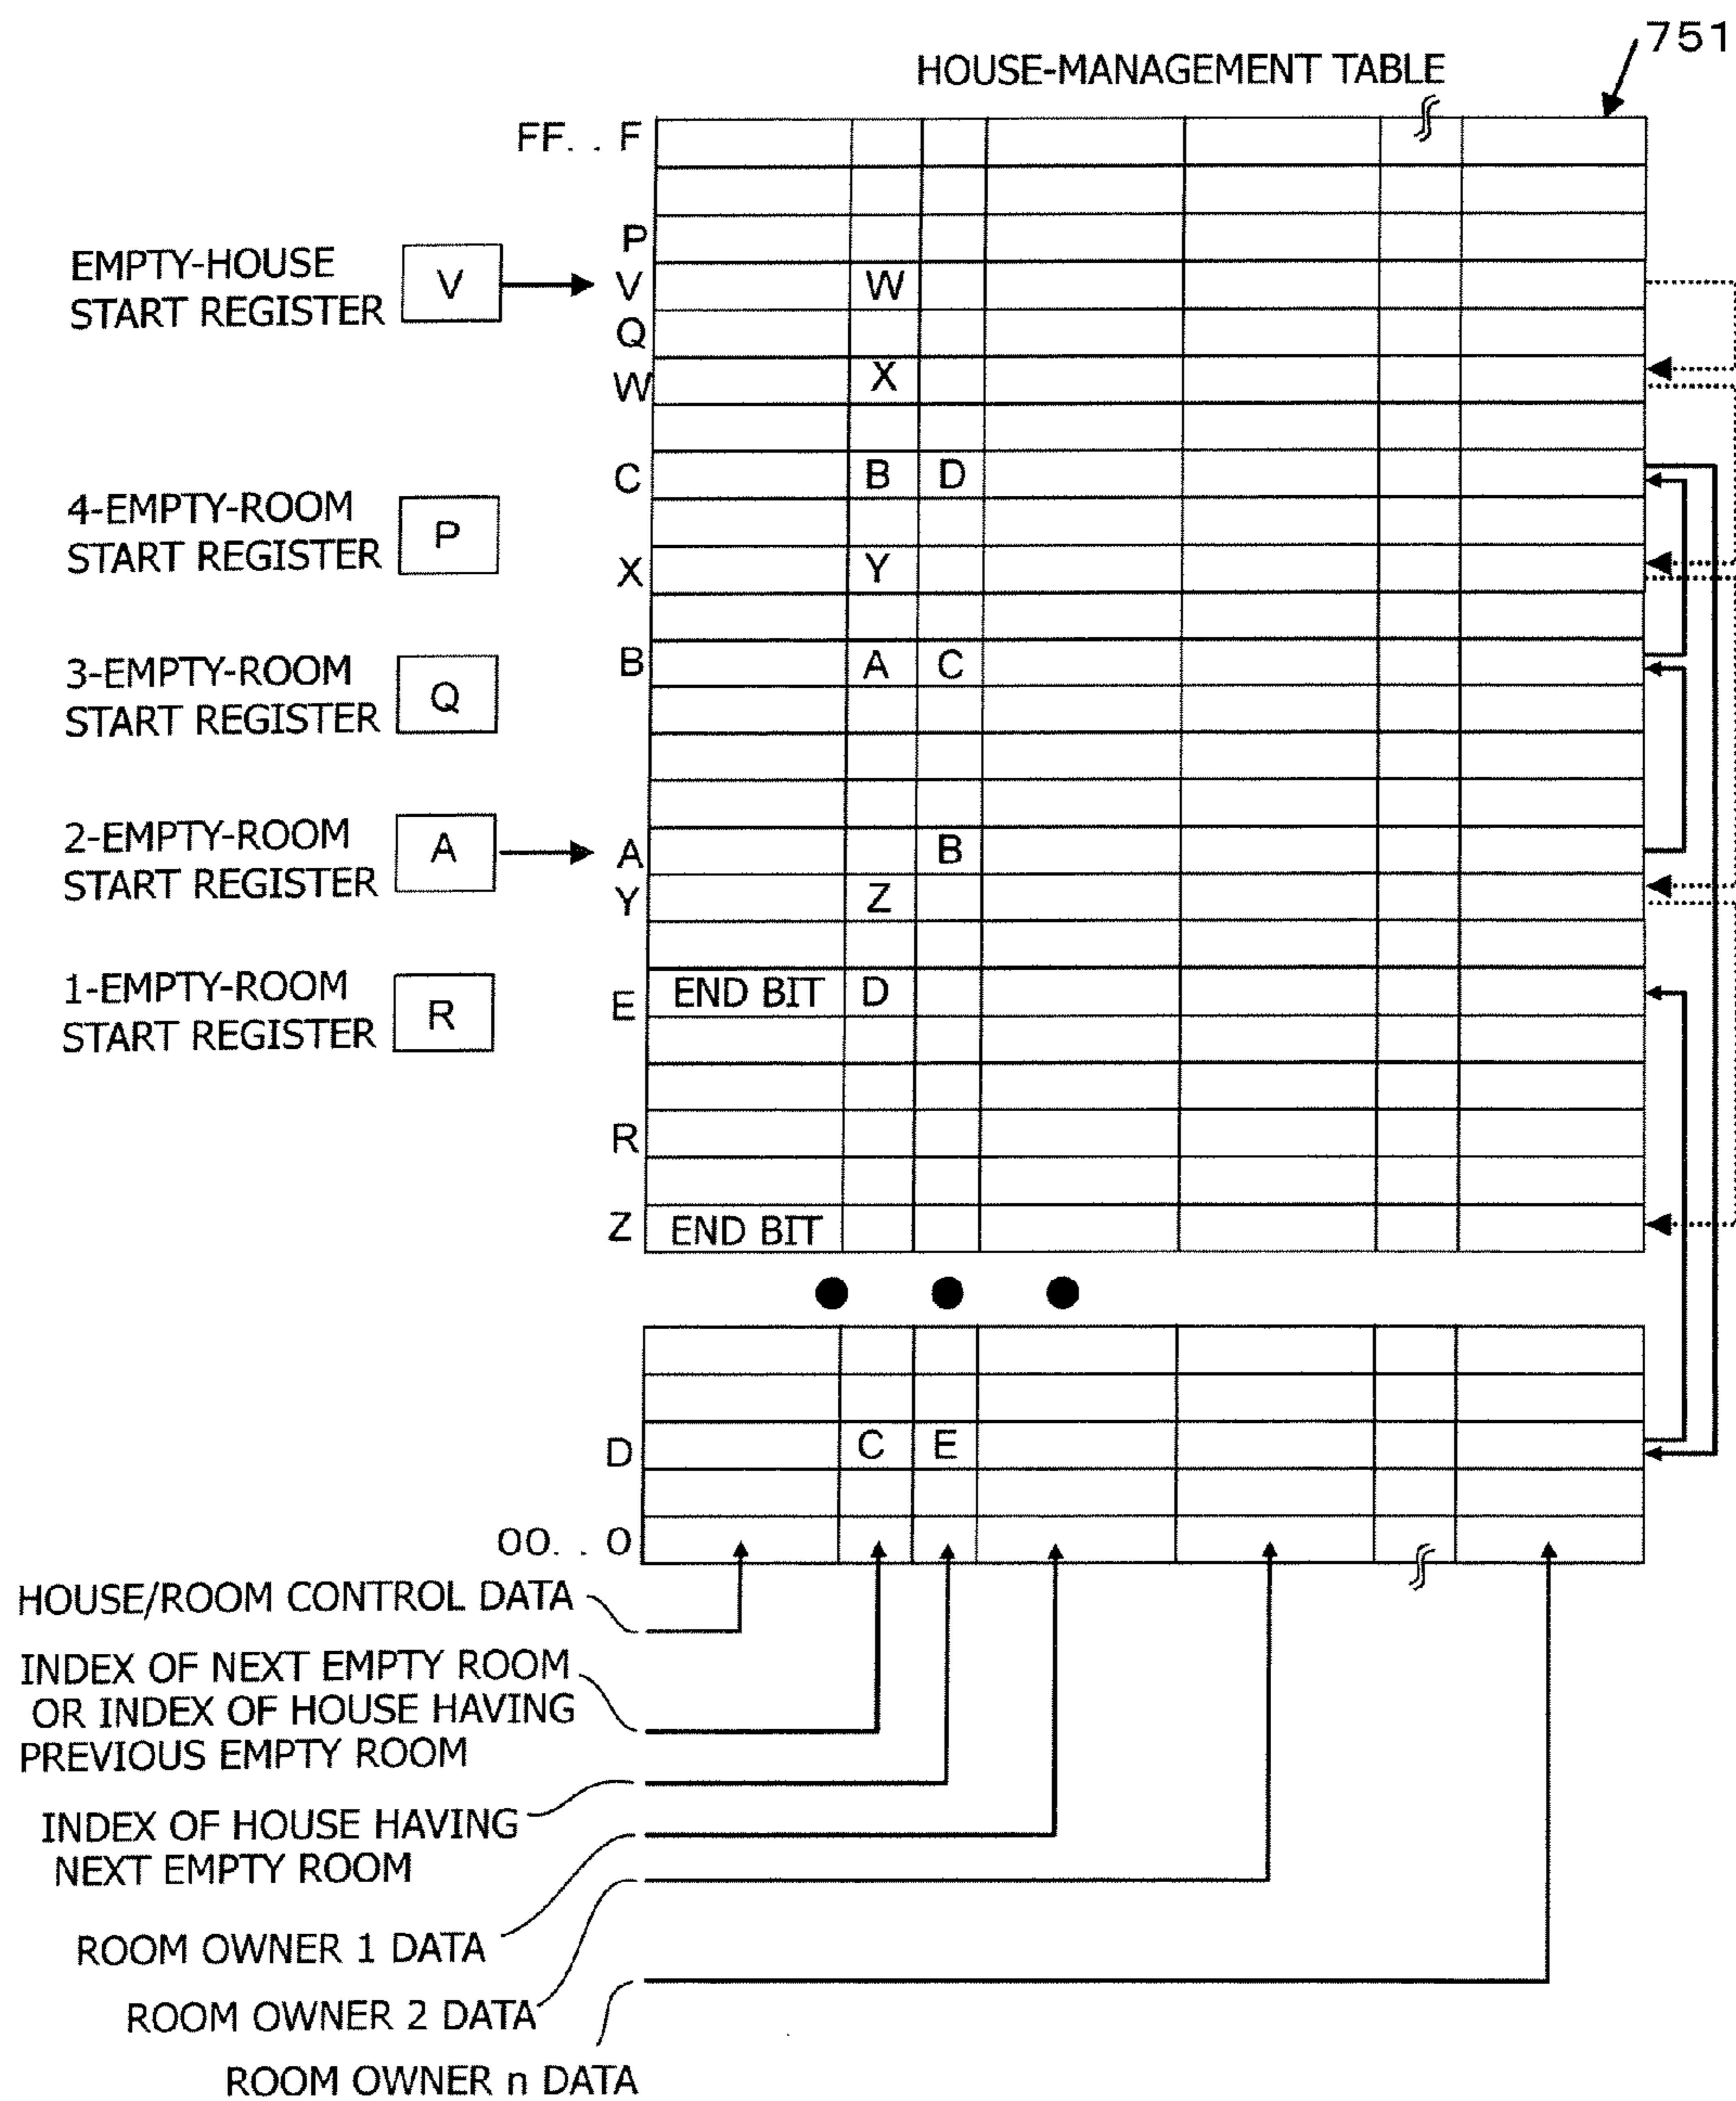 751
HOUSE-MANAGEMENT TABLE
FF. . F
P
EMPTY-HOUSE
START REGISTER
V
V
W
Q
W
X
C
B D
4-EMPTY-ROOM
START REGISTER
P
X
Y
B
A C
3-EMPTY-ROOM
START REGISTER
Q
2-EMPTY-ROOM
START REGISTER
A
A
B
Y
Z
1-EMPTY-ROOM
START REGISTER
R
E
END BIT D
R
Z
END BIT
D
C E
00. . 0
HOUSE/ROOM CONTROL DATA
INDEX OF NEXT EMPTY ROOM
OR INDEX OF HOUSE HAVING
PREVIOUS EMPTY ROOM
INDEX OF HOUSE HAVING
NEXT EMPTY ROOM
ROOM OWNER 1 DATA
ROOM OWNER 2 DATA
ROOM OWNER n DATA